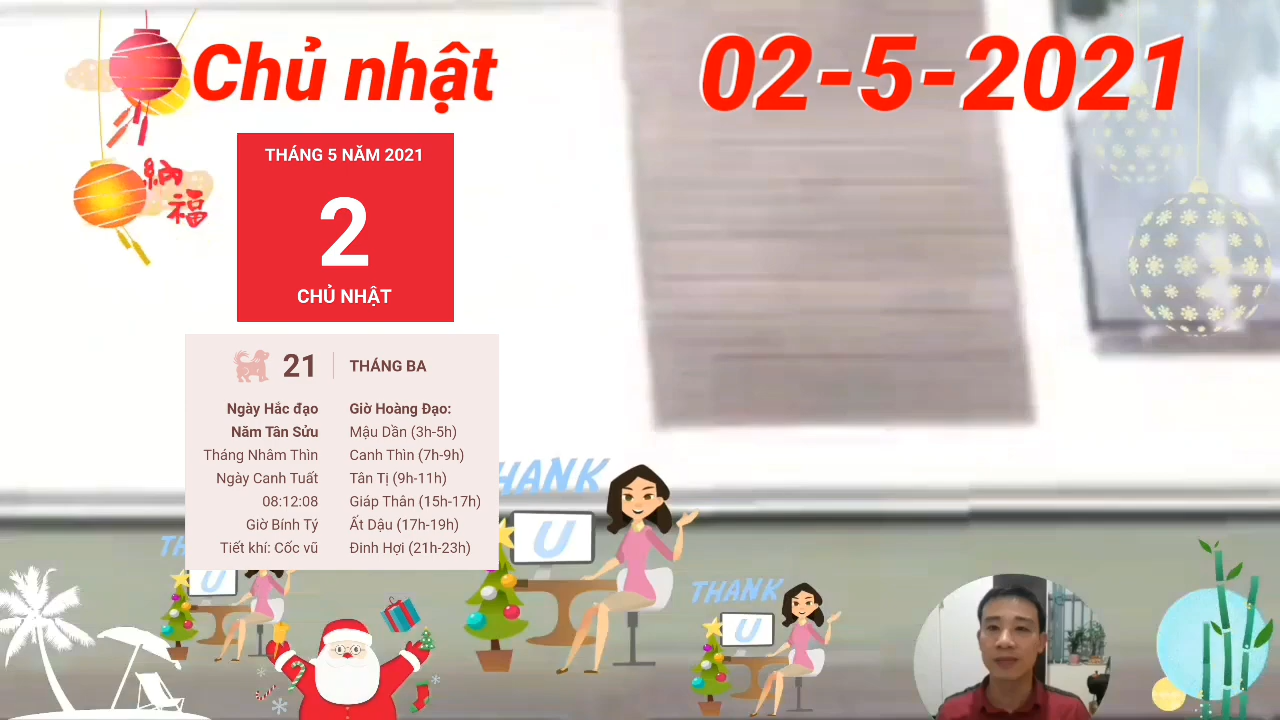 Chủ nhật
02-5-2021
納
福
THÁNG 5 NĂM 2021
2
CHỦ NHẬT
21
THÁNG BA
Ngày Hắc đạo
Giờ Hoàng Đạo:
Năm Tân Sửu
Mậu Dần (3h-5h)
Tháng Nhâm Thìn
Canh Thìn (7h-9h)
Ngày Canh Tuất
Tân Tị (9h-11h)
08:12:08
Giáp Thân (15h-17h)
Giờ Bính Tý
Ất Dậu (17h-19h)
Tiết khí: Cốc vũ
Đinh Hợi (21h-23h)
HANK
U
TH
U
THANK
U